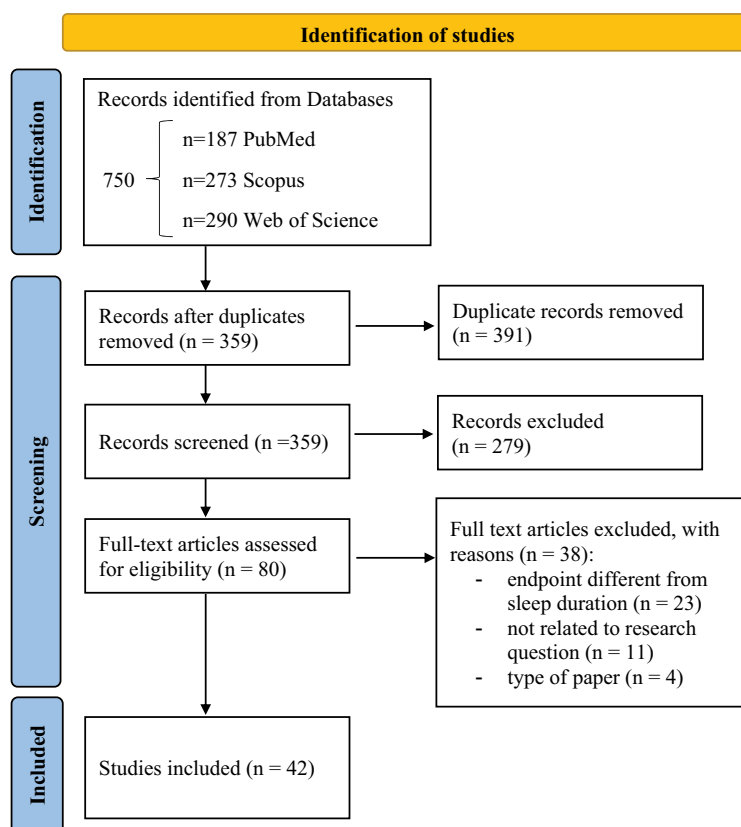 Identification of studies
Identification
Records identified from Databases
750
n=187 PubMed
n=273 Scopus
n=290 Web of Science
Screening
Records after duplicates
removed (n = 359)
Duplicate records removed
(n = 391)
Records screened (n =359)
Records excluded
(n = 279)
Full-text articles assessed
for eligibility (n = 80)
Full text articles excluded, with
reasons (n = 38):
- endpoint different from
sleep duration (n = 23)
- not related to research
question (n = 11)
- type of paper (n = 4)
Included
Studies included (n = 42)